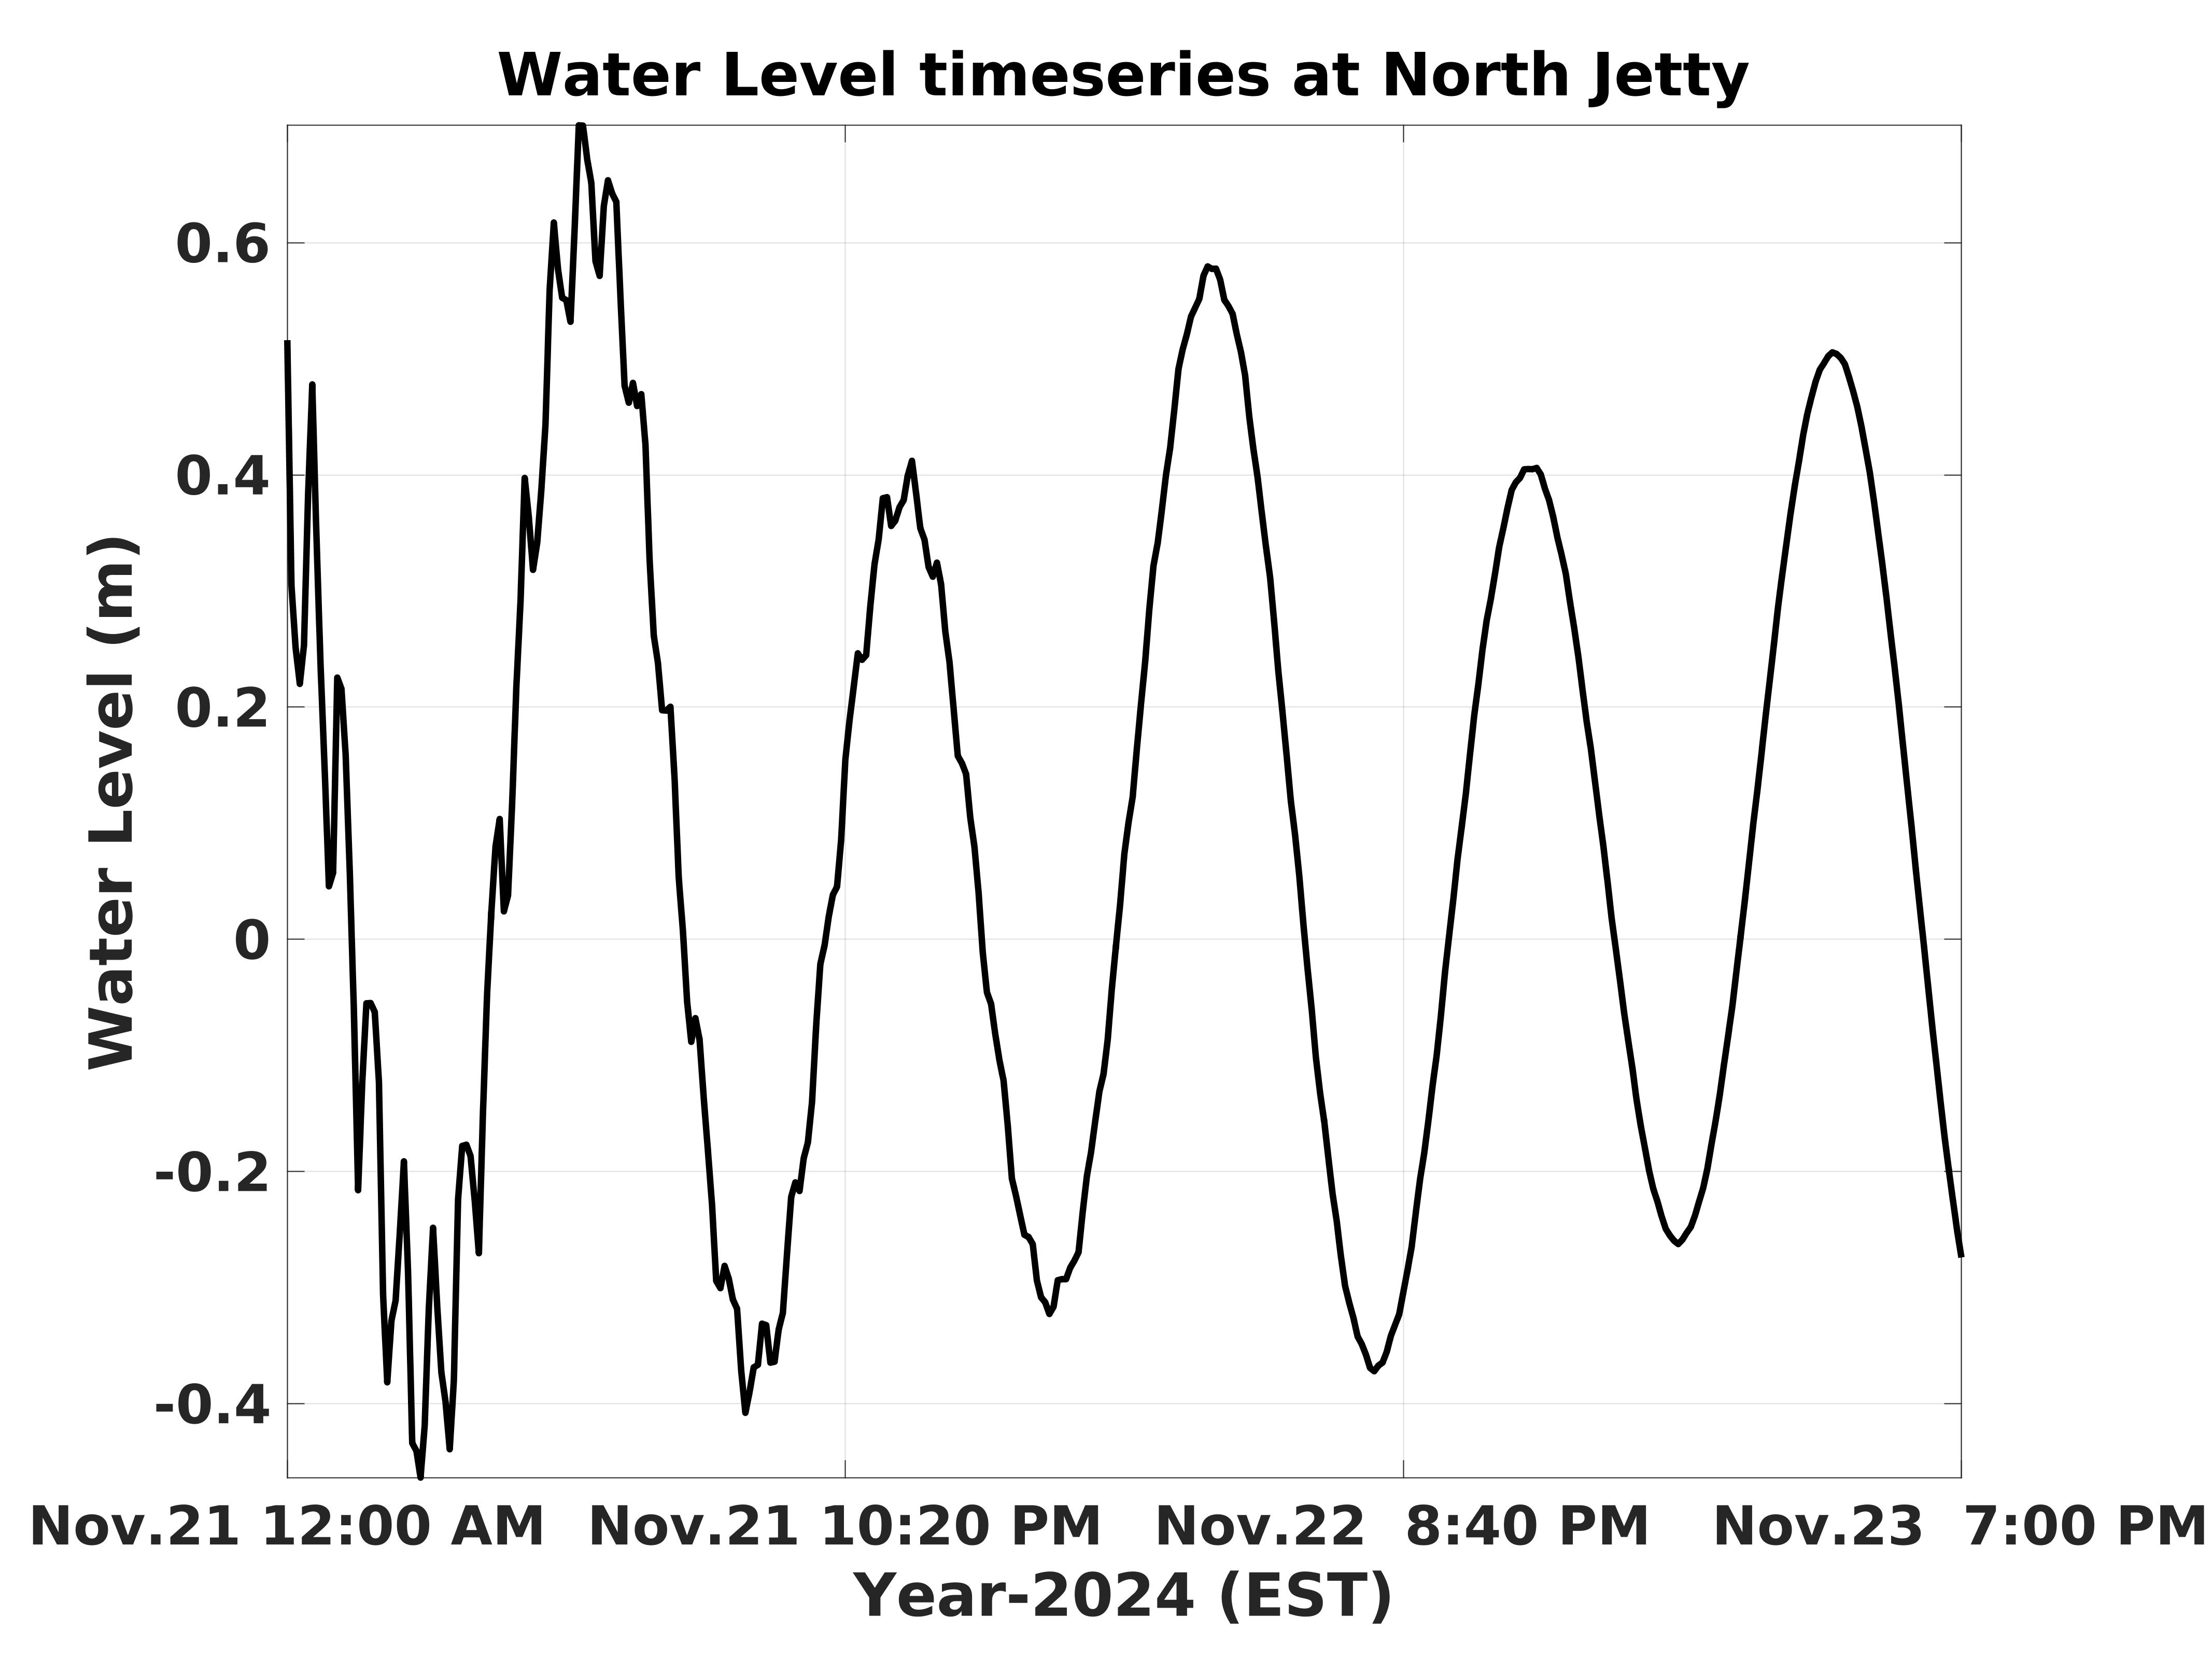 Water Level timeseries at North Jetty
Water Level (m)
0.6
0.4
0.2
0
-0.2
-0.4
Nov.21 12:00 AM Nov.21 10:20 PM Nov.22 8:40 PM Nov.23 7:00 PM
Year-2024 (EST)